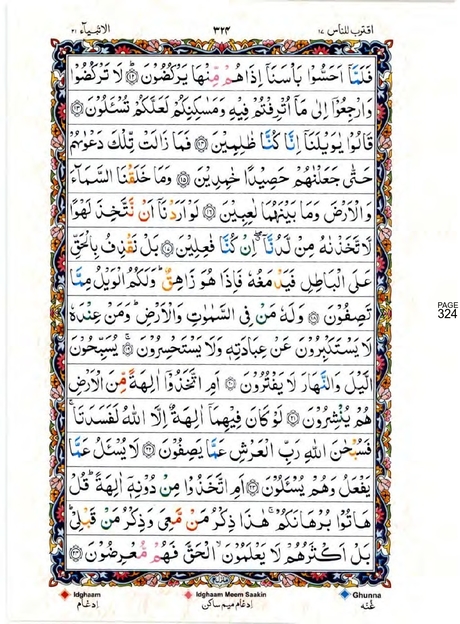 اقترب للناس ١٧
٣٢٤
الانبيآء ٢١
فَلَمَّآ اَحَسُّوْا بَاْسَنَآ اِذَا هُمْ مِّنْهَا يَرْكُضُوْنَ ۝١٢ لَا تَرْكُضُوْا
وَارْجِعُوْٓا اِلٰى مَآ اُتْرِفْتُمْ فِيْهِ وَمَسٰكِنِكُمْ لَعَلَّكُمْ تُسْـَٔلُوْنَ ۝١٣
قَالُوْا يٰوَيْلَنَآ اِنَّا كُنَّا ظٰلِمِيْنَ ۝١٤ فَمَا زَالَتْ تِّلْكَ دَعْوٰىهُمْ
حَتّٰى جَعَلْنٰهُمْ حَصِيْدًا خٰمِدِيْنَ ۝١٥ وَمَا خَلَقْنَا السَّمَآءَ
وَالْاَرْضَ وَمَا بَيْنَهُمَا لٰعِبِيْنَ ۝١٦ لَوْ اَرَدْنَآ اَنْ نَّتَّخِذَ لَهْوًا
لَّاتَّخَذْنٰهُ مِنْ لَّدُنَّآ ۖ اِنْ كُنَّا فٰعِلِيْنَ ۝١٧ بَلْ نَقْذِفُ بِالْحَقِّ
عَلَى الْبَاطِلِ فَيَدْمَغُهٗ فَاِذَا هُوَ زَاهِقٌ ؕ وَلَكُمُ الْوَيْلُ مِمَّا
تَصِفُوْنَ ۝١٨ وَلَهٗ مَنْ فِى السَّمٰوٰتِ وَالْاَرْضِ ؕ وَمَنْ عِنْدَهٗ
لَا يَسْتَكْبِرُوْنَ عَنْ عِبَادَتِهٖ وَلَا يَسْتَحْسِرُوْنَ ۝١٩ يُسَبِّحُوْنَ
الَّيْلَ وَالنَّهَارَ لَا يَفْتُرُوْنَ ۝٢٠ اَمِ اتَّخَذُوْٓا اٰلِهَةً مِّنَ الْاَرْضِ
هُمْ يُنْشِرُوْنَ ۝٢١ لَوْ كَانَ فِيْهِمَآ اٰلِهَةٌ اِلَّا اللّٰهُ لَفَسَدَتَا ۚ
فَسُبْحٰنَ اللّٰهِ رَبِّ الْعَرْشِ عَمَّا يَصِفُوْنَ ۝٢٢ لَا يُسْـَٔلُ عَمَّا
يَفْعَلُ وَهُمْ يُسْـَٔلُوْنَ ۝٢٣ اَمِ اتَّخَذُوْا مِنْ دُوْنِهٖٓ اٰلِهَةً ؕ قُلْ
هَاتُوْا بُرْهَانَكُمْ ۚ هٰذَا ذِكْرُ مَنْ مَّعِىَ وَذِكْرُ مَنْ قَبْلِىْ ؕ
بَلْ اَكْثَرُهُمْ لَا يَعْلَمُوْنَ ۙ الْحَقَّ فَهُمْ مُّعْرِضُوْنَ ۝٢٤
PAGE
324
Idghaam
Idghaam Meem Saakin
Ghunna
ادغام
ادغام میم ساکن
غنّه